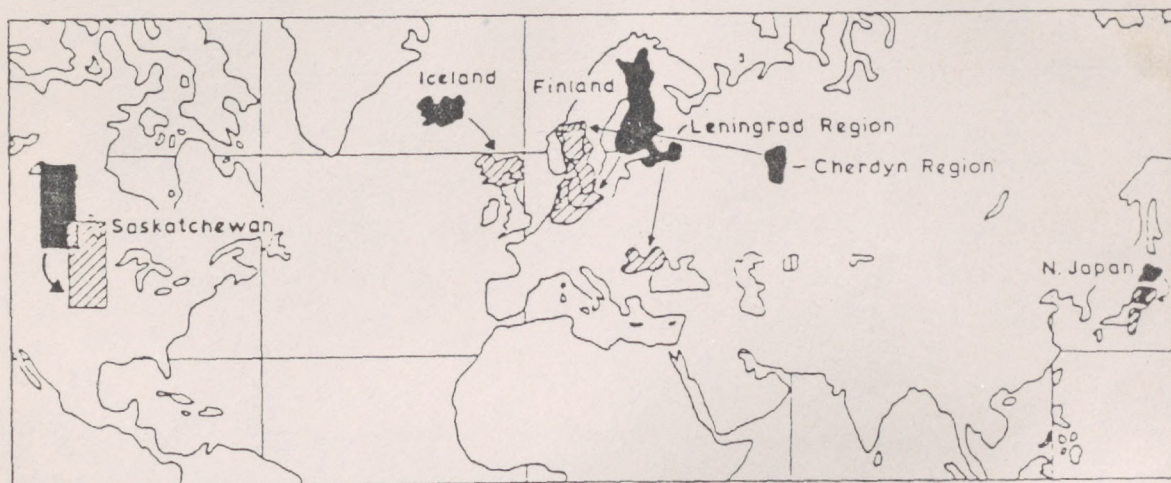 Iceland
Finland
Leningrad Region
Cherdyn Region
Saskatchewan
N. Japan